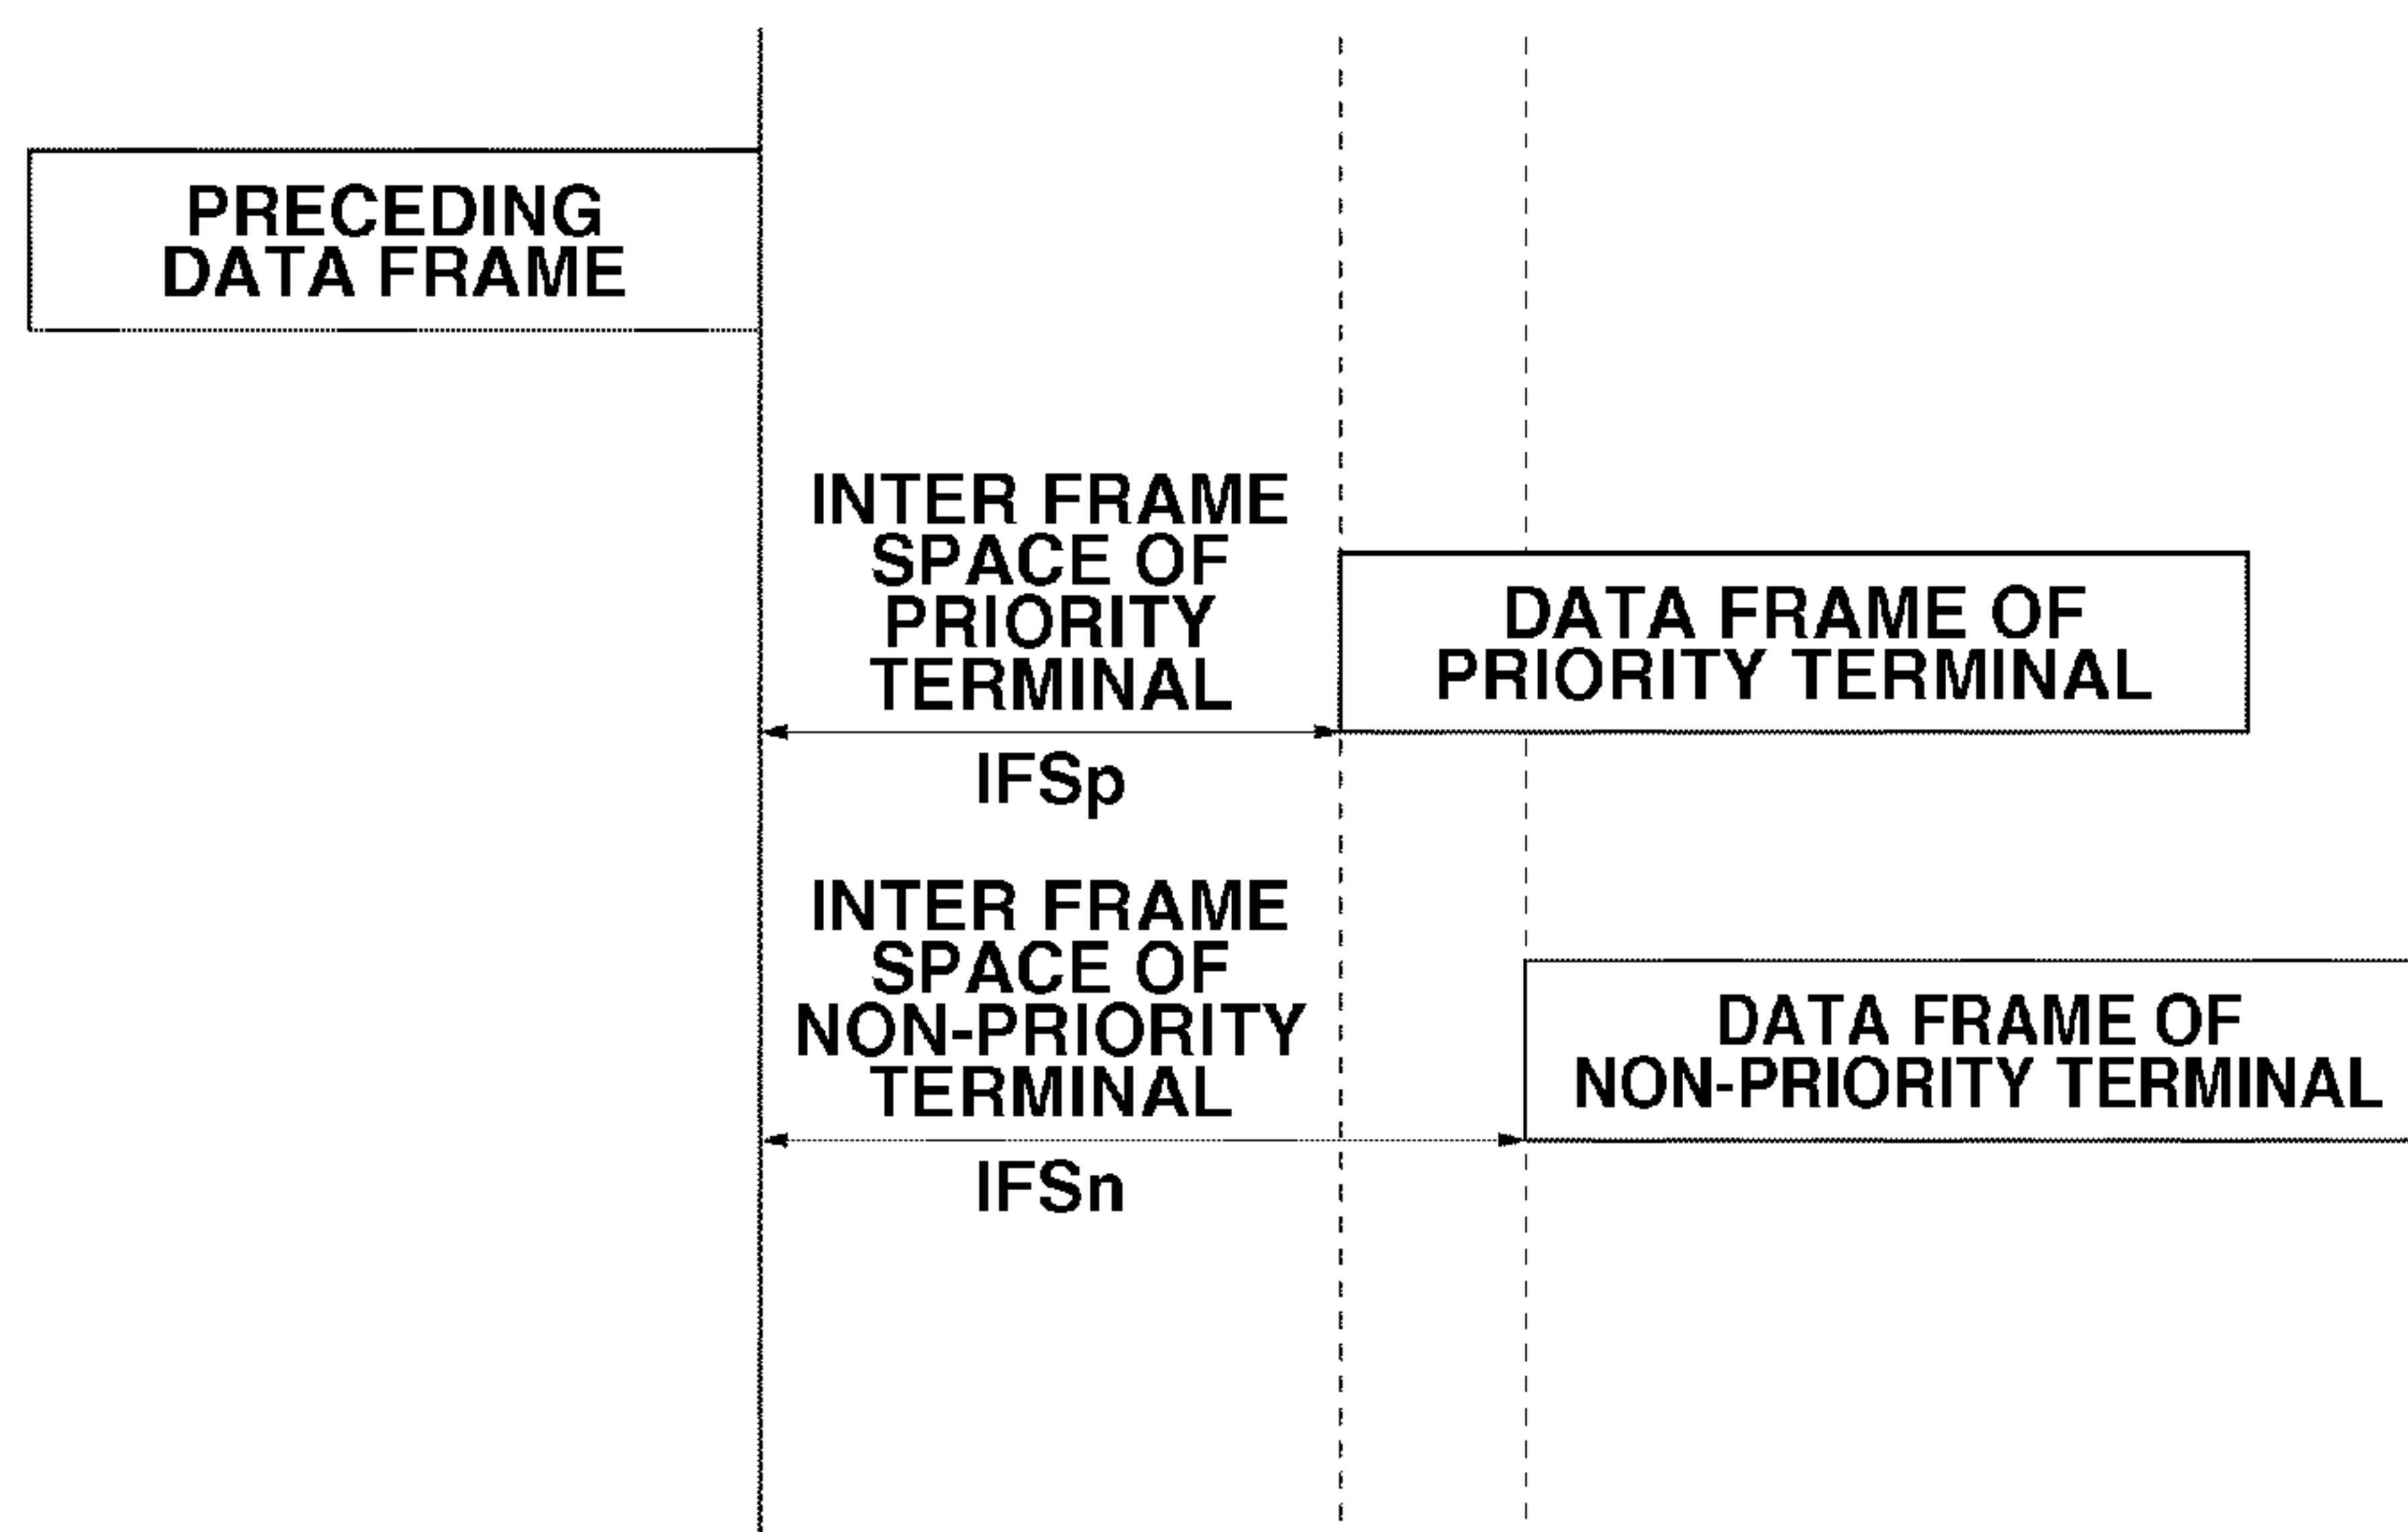 PRECEDING
DATA FRAME
INTER FRAME
SPACE OF
PRIORITY
TERMINAL
IFSp
DATA FRAME OF
PRIORITY TERMINAL
INTER FRAME
SPACE OF
NON-PRIORITY
TERMINAL
IFSn
DATA FRAME OF
NON-PRIORITY TERMINAL